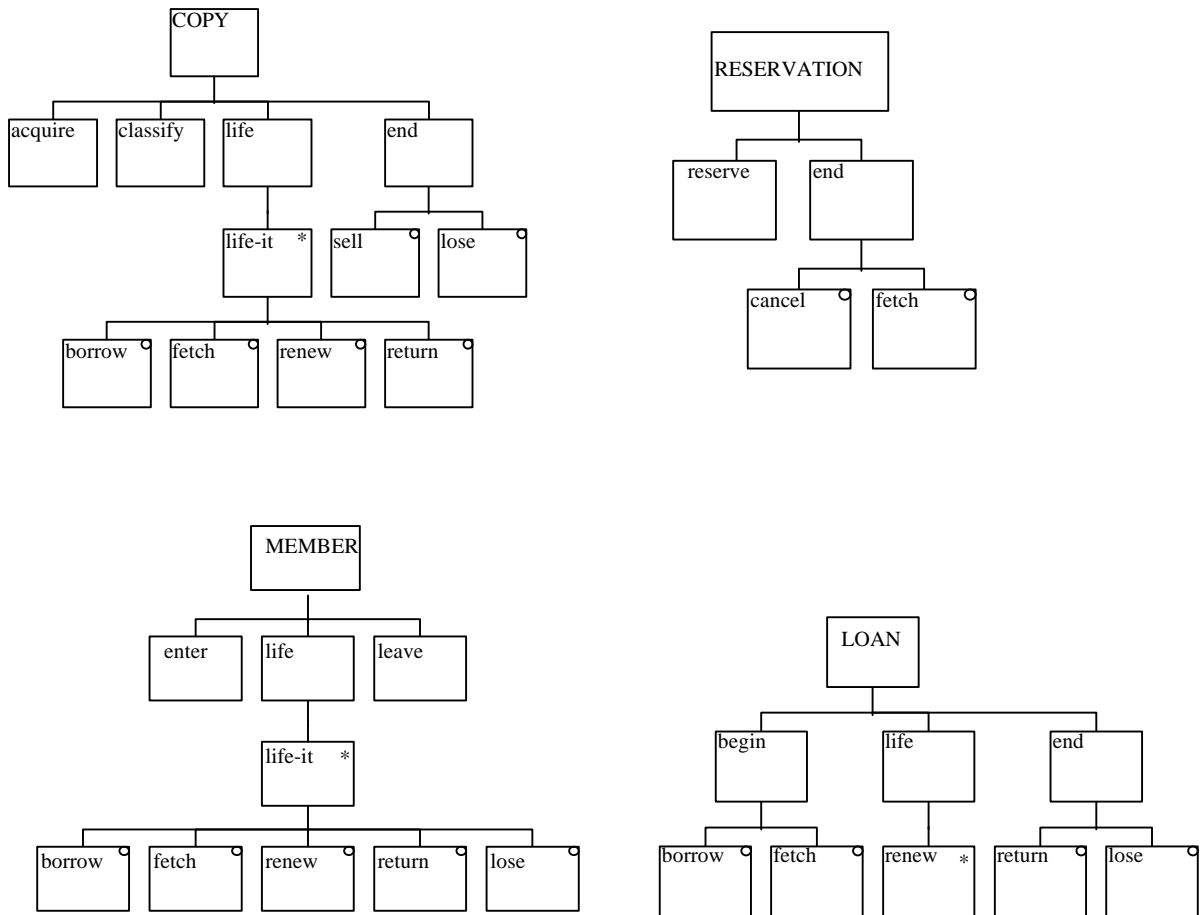 COPY
acquire
classify
life
end
life-it *
sell
lose
borrow
fetch
renew
return
RESERVATION
reserve
end
cancel
fetch
MEMBER
enter
life
leave
life-it *
borrow
fetch
renew
return
lose
LOAN
begin
life
end
borrow
fetch
renew *
return
lose